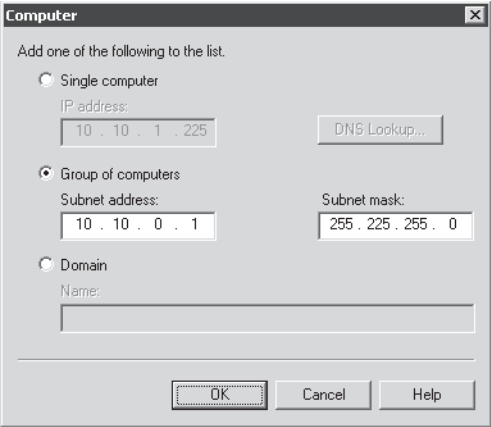 Computer
Add one of the following to the list.
Single computer
IP address:
10 . 10 . 1 . 225
DNS Lookup...
Group of computers
Subnet address:
Subnet mask:
10 . 10 . 0 . 1
255 . 225 . 255 . 0
Domain
Name:
OK
Cancel
Help